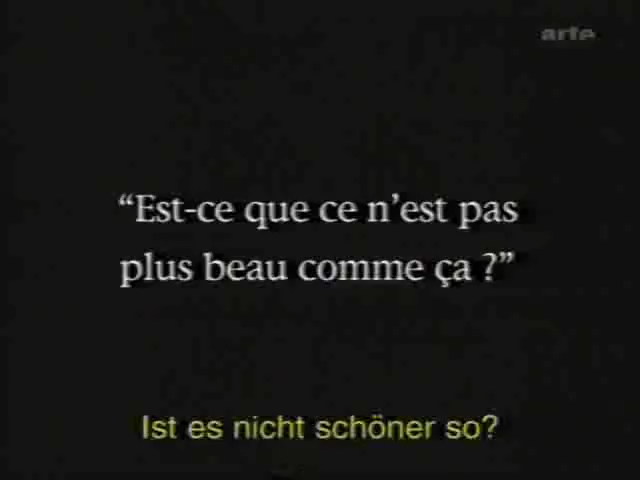 arte
“Est-ce que ce n’est pas
plus beau comme ça ?”
Ist es nicht schöner so?